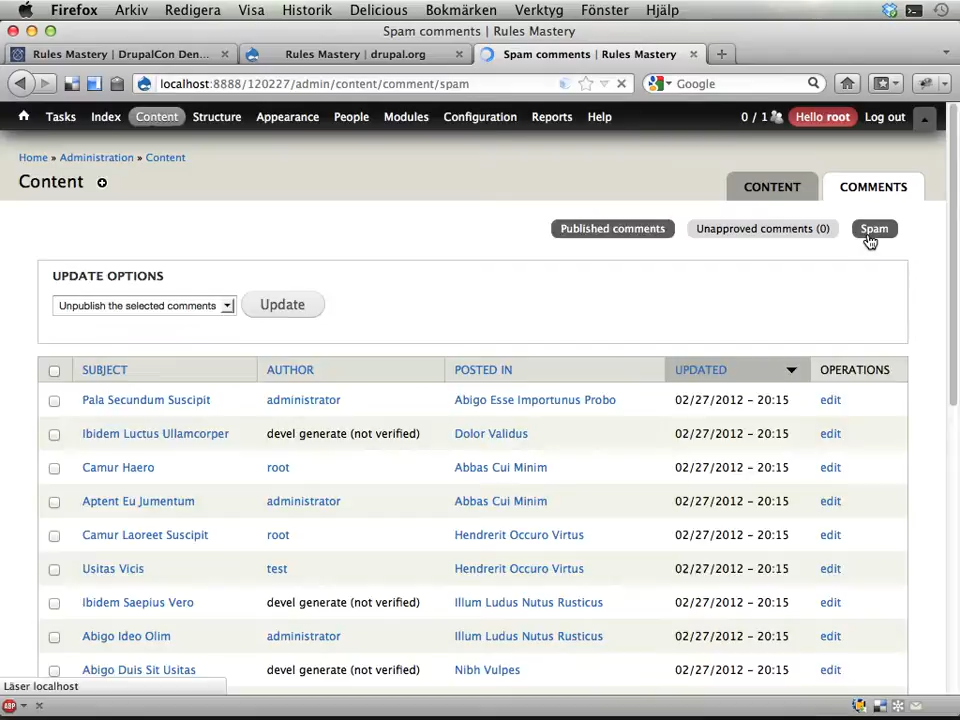 Firefox Arkiv Redigera Visa Historik Delicious Bokmärken Verktyg Fönster Hjälp
Spam comments | Rules Mastery
Rules Mastery | DrupalCon Den... Rules Mastery | drupal.org Spam comments | Rules Mastery
localhost:8888/120227/admin/content/comment/spam Google
Tasks Index Content Structure Appearance People Modules Configuration Reports Help 0 / 1 Hello root Log out
Home » Administration » Content
Content CONTENT COMMENTS
Published comments Unapproved comments (0) Spam
UPDATE OPTIONS
Unpublish the selected comments Update
SUBJECT AUTHOR POSTED IN UPDATED OPERATIONS
Pala Secundum Suscipit administrator Abigo Esse Importunus Probo 02/27/2012 - 20:15 edit
Ibidem Luctus Ullamcorper devel generate (not verified) Dolor Validus 02/27/2012 - 20:15 edit
Camur Haero root Abbas Cui Minim 02/27/2012 - 20:15 edit
Aptent Eu Jumentum administrator Abbas Cui Minim 02/27/2012 - 20:15 edit
Camur Laoreet Suscipit root Hendrerit Occuro Virtus 02/27/2012 - 20:15 edit
Usitas Vicis test Hendrerit Occuro Virtus 02/27/2012 - 20:15 edit
Ibidem Saepius Vero devel generate (not verified) Illum Ludus Nutus Rusticus 02/27/2012 - 20:15 edit
Abigo Ideo Olim administrator Illum Ludus Nutus Rusticus 02/27/2012 - 20:15 edit
Abigo Duis Sit Usitas devel generate (not verified) Nibh Vulpes 02/27/2012 - 20:15 edit
Läser localhost
ABP